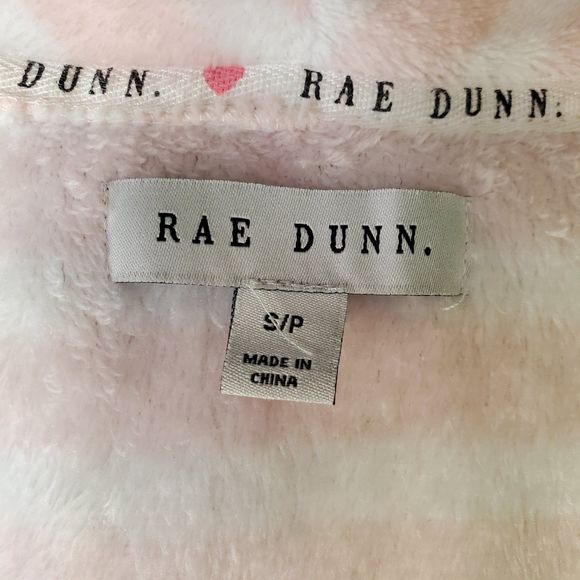 DUNN. RAE DUNN.
RAE DUNN.
S/P
MADE IN
CHINA